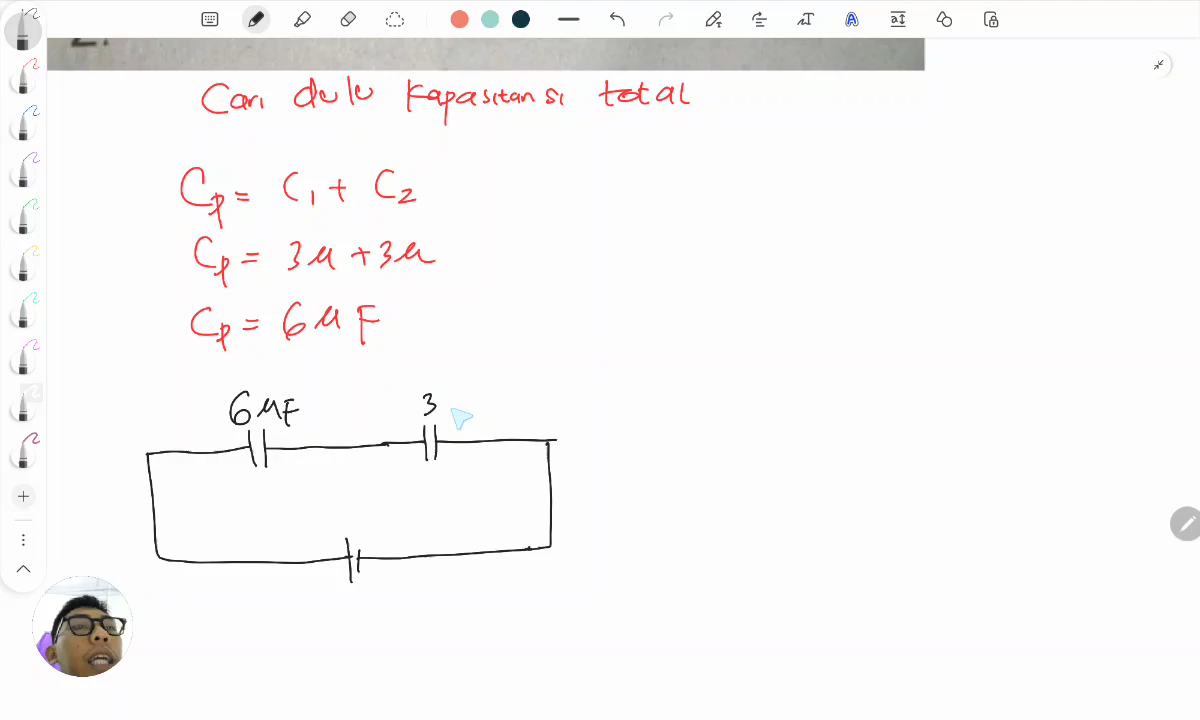 Cari dulu kapasitansi total
Cp = C1 + C2
Cp = 3μ + 3μ
Cp = 6μF
6μF 3